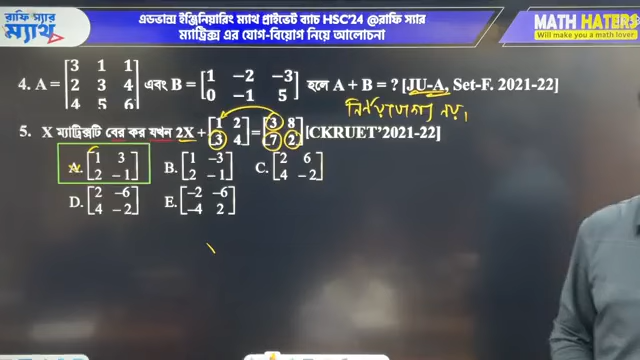 রাফি স্যার
ম্যাথ
এডভান্সড ইঞ্জিনিয়ারিং ম্যাথ প্রাইভেট ব্যাচ HSC'24 @রাফি স্যার
ম্যাট্রিক্স এর যোগ-বিয়োগ নিয়ে আলোচনা
MATH HATERS
Will make you a math lover!
4. A = [3 1 1; 2 3 4; 4 5 6] এবং B = [1 −2 −3; 0 −1 5] হলে A + B = ? [JU-A, Set-F. 2021-22]
নির্ণয়যোগ্য নয়।
5. X ম্যাট্রিক্সটি বের কর যখন 2X + [1 2; 3 4] = [3 8; 7 2] [CKRUET'2021-22]
A. [1 3; 2 −1] B. [1 −3; 2 −1] C. [2 6; 4 −2]
D. [2 −6; 4 −2] E. [−2 −6; −4 2]